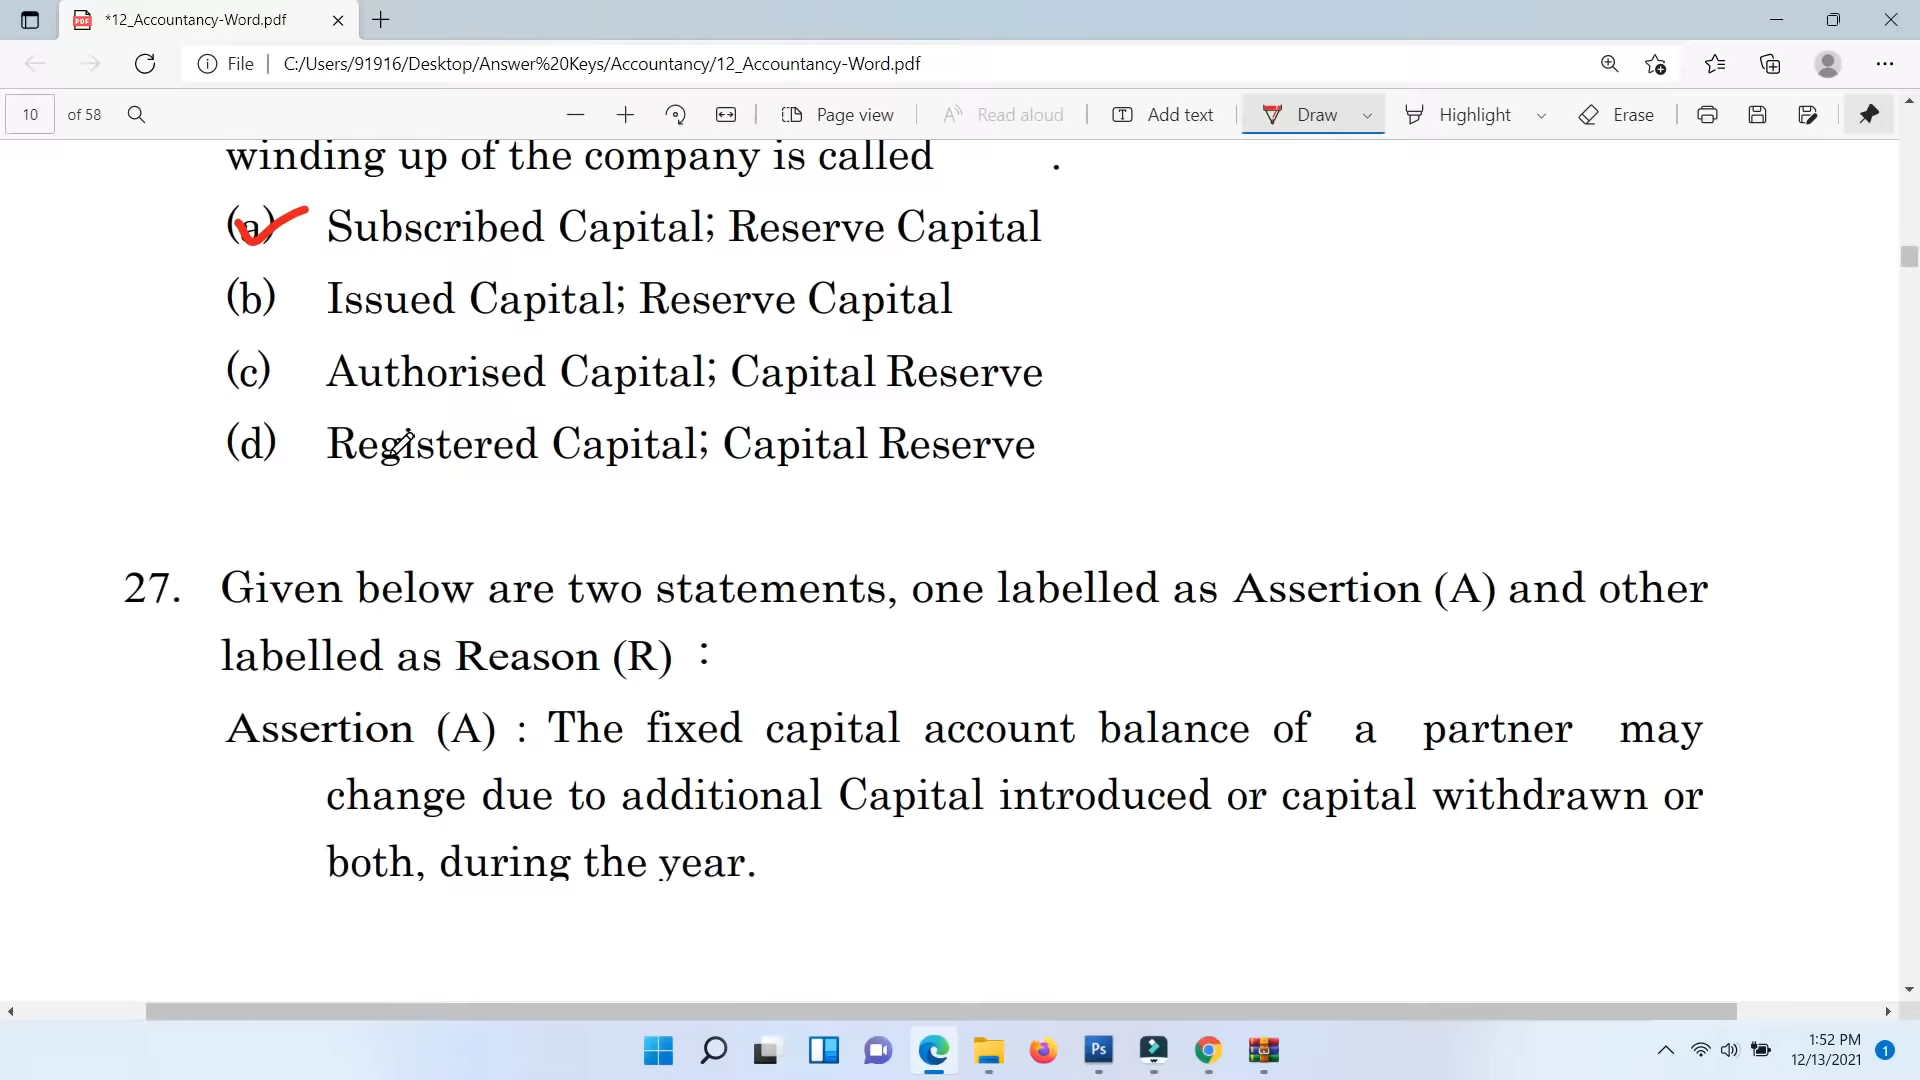 *12_Accountancy-Word.pdf
File
C:/Users/91916/Desktop/Answer%20Keys/Accountancy/12_Accountancy-Word.pdf
10 of 58
Page view
Read aloud
Add text
Draw
Highlight
Erase
winding up of the company is called .
(a) Subscribed Capital; Reserve Capital
(b) Issued Capital; Reserve Capital
(c) Authorised Capital; Capital Reserve
(d) Registered Capital; Capital Reserve
27. Given below are two statements, one labelled as Assertion (A) and other
labelled as Reason (R) :
Assertion (A) : The fixed capital account balance of a partner may
change due to additional Capital introduced or capital withdrawn or
both, during the year.
Ps
1:52 PM
12/13/2021
1